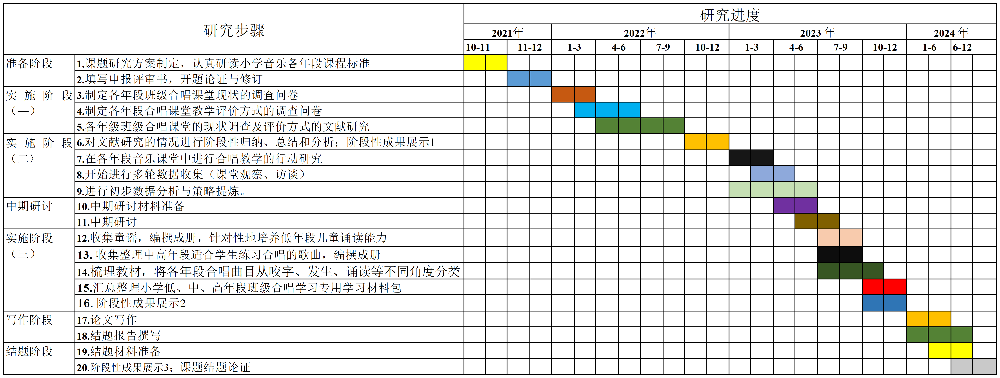 研究步骤
研究进度
2021年 2022年 2023 年 2024 年
10-11 11-12 1-3 4-6 7-9 10-12 1-3 4-6 7-9 10-12 1-6 6-12
准备阶段
1.课题研究方案制定，认真研读小学音乐各年段课程标准
2.填写申报评审书，开题论证与修订
实施阶段
（一）
3.制定各年段班级合唱课堂现状的调查问卷
4.制定各年段合唱课堂教学评价方式的调查问卷
5.各年级班级合唱课堂的现状调查及评价方式的文献研究
实施阶段
（二〉
6.对文献研究的情况进行阶段性归纳、总结和分析；阶段性成果展示1
7.在各年段音乐课堂中进行合唱教学的行动研究
8.开始进行多轮数据收集（课堂观察、访谈）
9.进行初步数据分析与策略提炼。
中期研讨
10.中期研讨材料准备
11.中期研讨
实施阶段
（三）
12.收集童谣，编撰成册，针对性地培养低年段儿童诵读能力
13. 收集整理中高年段适合学生练习合唱的歌曲，编撰成册
14.梳理教材，将各年段合唱曲目从咬字、发生、诵读等不同角度分类
15.汇总整理小学低、中、高年段班级合唱学习专用学习材料包
16. 阶段性成果展示2
写作阶段
17.论文写作
18.结题报告撰写
结题阶段
19.结题材料准备
20.阶段性成果展示3；课题结题论证